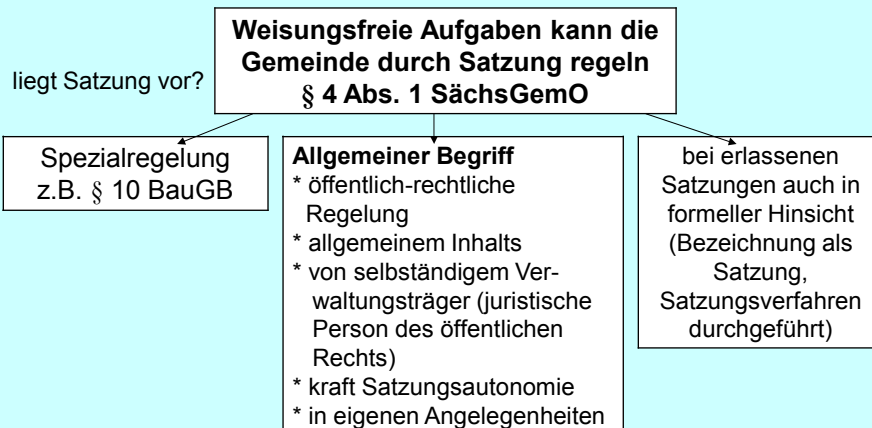 Weisungsfreie Aufgaben kann die
Gemeinde durch Satzung regeln
§ 4 Abs. 1 SächsGemO
liegt Satzung vor?
Spezialregelung
z.B. § 10 BauGB
Allgemeiner Begriff
* öffentlich-rechtliche
Regelung
* allgemeinem Inhalts
* von selbständigem Ver-
waltungsträger (juristische
Person des öffentlichen
Rechts)
* kraft Satzungsautonomie
* in eigenen Angelegenheiten
bei erlassenen
Satzungen auch in
formeller Hinsicht
(Bezeichnung als
Satzung,
Satzungsverfahren
durchgeführt)